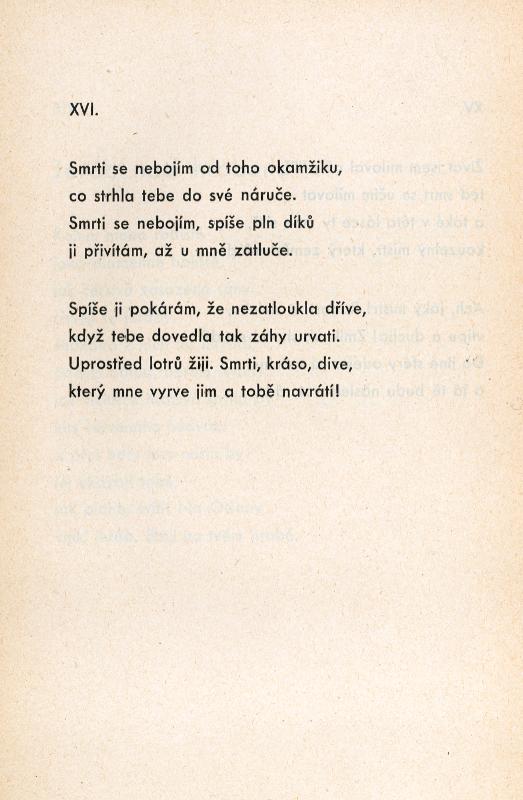 XVI.
Smrti se nebojím od toho okamžiku,
co strhla tebe do své náruče.
Smrti se nebojím, spíše pln díků
ji přivítám, až u mně zatluče.
Spíše ji pokárám, že nezatloukla dříve,
když tebe dovedla tak záhy urvati.
Uprostřed lotrů žiji. Smrti, kráso, dive,
který mne vyrve jim a tobě navrátí!